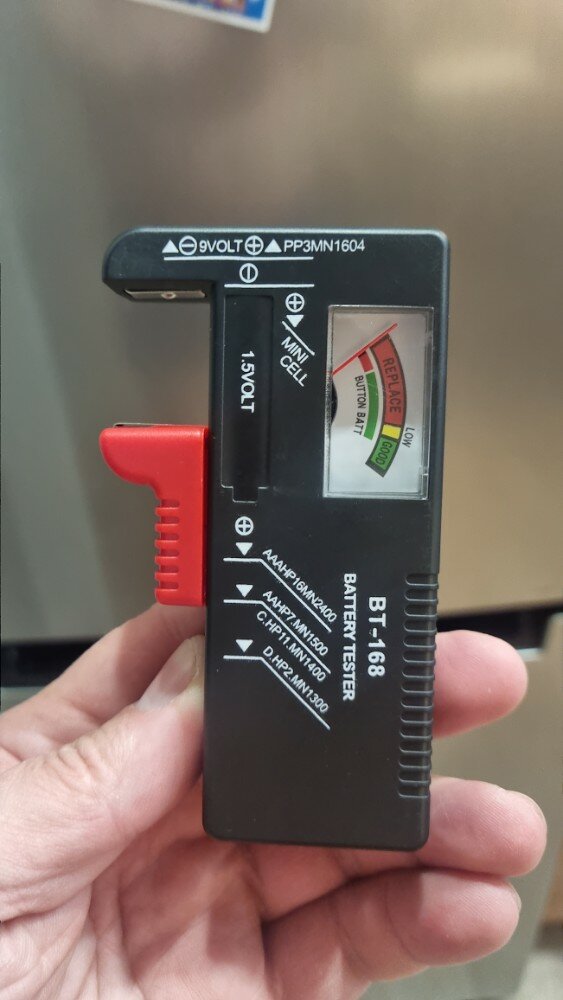 ▲⊖9VOLT⊕▲PP3MN1604
⊖
⊕
MINI
CELL
1.5VOLT
REPLACE
LOW
GOOD
BUTTON BATT
⊕
AAAHP16MN2400
AAHP7.MN1500
C.HP11.MN1400
D.HP2.MN1300
BT-168
BATTERY TESTER